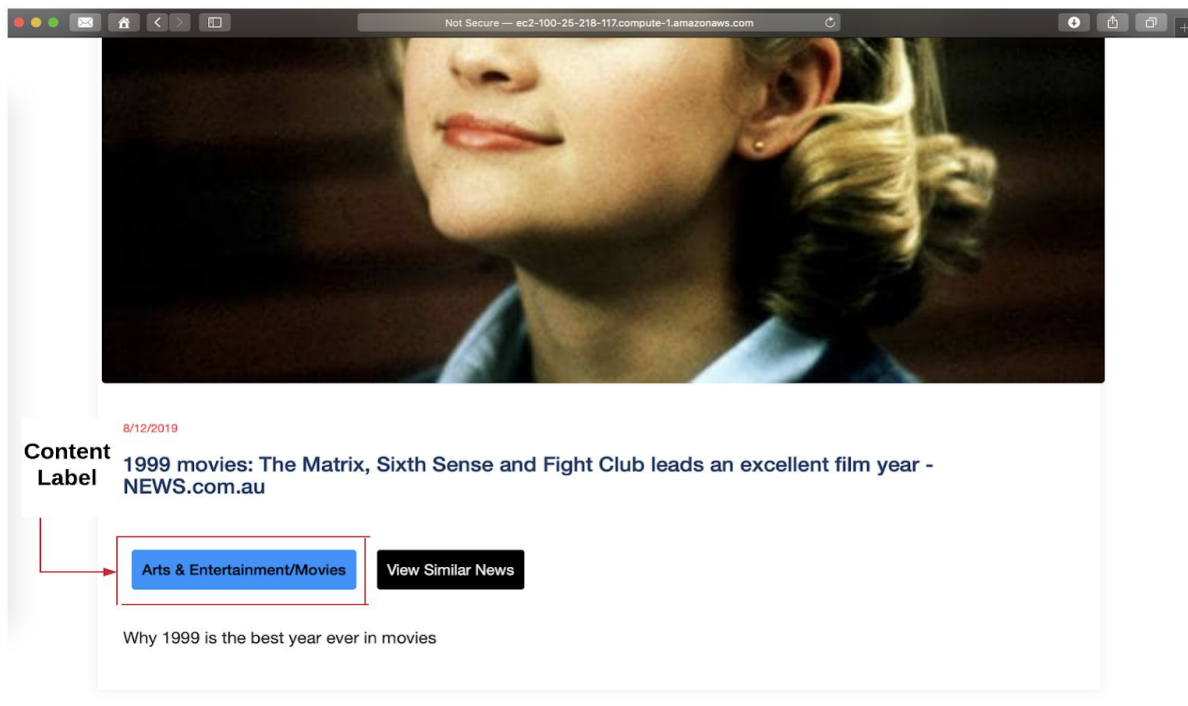 Not Secure — ec2-100-25-218-117.compute-1.amazonaws.com
8/12/2019
Content
Label
1999 movies: The Matrix, Sixth Sense and Fight Club leads an excellent film year -
NEWS.com.au
Arts & Entertainment/Movies
View Similar News
Why 1999 is the best year ever in movies